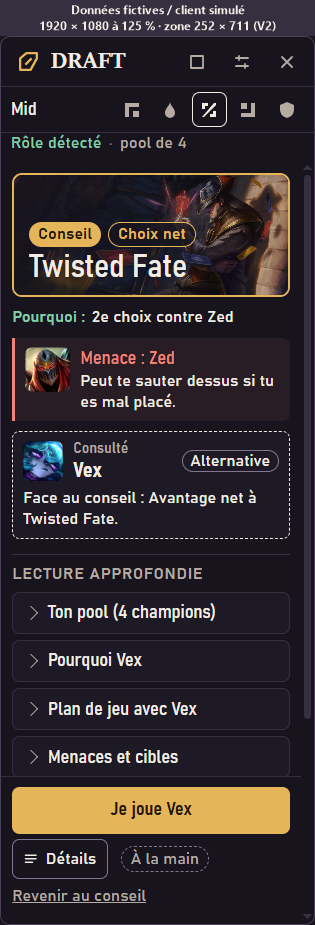 Données fictives / client simulé
1920 × 1080 à 125 % · zone 252 × 711 (V2)
DRAFT
Mid
Rôle détecté · pool de 4
Conseil
Choix net
Twisted Fate
Pourquoi : 2e choix contre Zed
Menace : Zed
Peut te sauter dessus si tu
es mal placé.
Consulté
Vex
Alternative
Face au conseil : Avantage net à
Twisted Fate.
LECTURE APPROFONDIE
Ton pool (4 champions)
Pourquoi Vex
Plan de jeu avec Vex
Menaces et cibles
Je joue Vex
Détails
À la main
Revenir au conseil